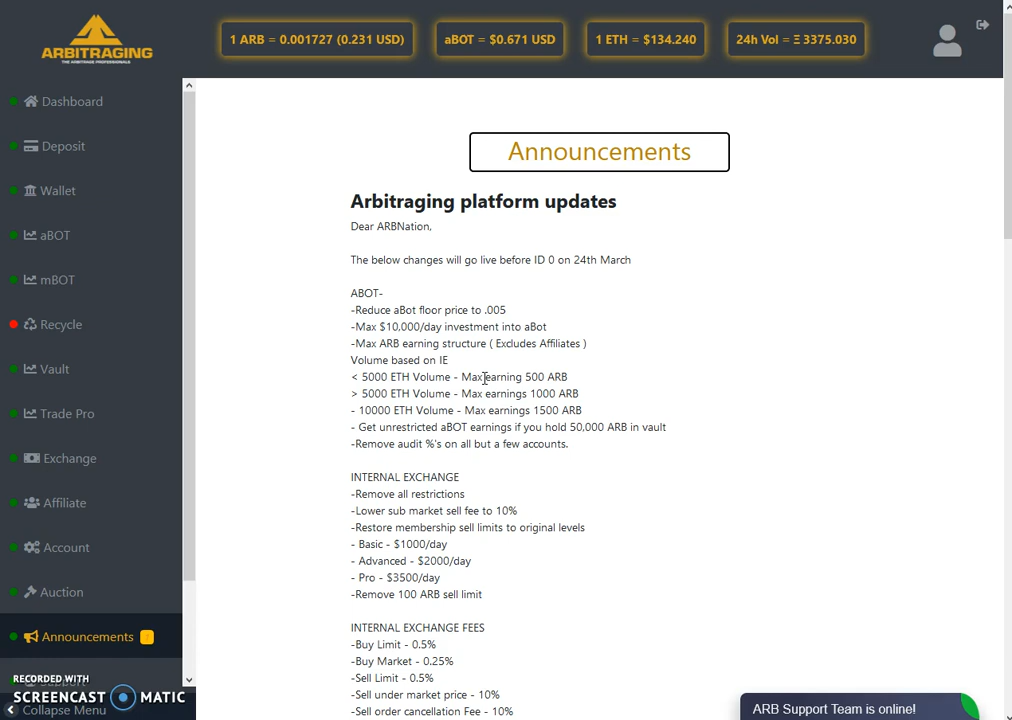 ARBITRAGING
THE ARBITRAGE PROFESSIONALS
1 ARB = 0.001727 (0.231 USD)
aBOT = $0.671 USD
1 ETH = $134.240
24h Vol = Ξ 3375.030
Dashboard
Deposit
Wallet
aBOT
mBOT
Recycle
Vault
Trade Pro
Exchange
Affiliate
Account
Auction
Announcements
Support
Collapse Menu
RECORDED WITH
SCREENCAST MATIC
Announcements
Arbitraging platform updates
Dear ARBNation,
The below changes will go live before ID 0 on 24th March
ABOT-
-Reduce aBot floor price to .005
-Max $10,000/day investment into aBot
-Max ARB earning structure ( Excludes Affiliates )
Volume based on IE
< 5000 ETH Volume - Max earning 500 ARB
> 5000 ETH Volume - Max earnings 1000 ARB
- 10000 ETH Volume - Max earnings 1500 ARB
- Get unrestricted aBOT earnings if you hold 50,000 ARB in vault
-Remove audit %'s on all but a few accounts.
INTERNAL EXCHANGE
-Remove all restrictions
-Lower sub market sell fee to 10%
-Restore membership sell limits to original levels
- Basic - $1000/day
- Advanced - $2000/day
- Pro - $3500/day
-Remove 100 ARB sell limit
INTERNAL EXCHANGE FEES
-Buy Limit - 0.5%
-Buy Market - 0.25%
-Sell Limit - 0.5%
-Sell under market price - 10%
-Sell order cancellation Fee - 10%
ARB Support Team is online!